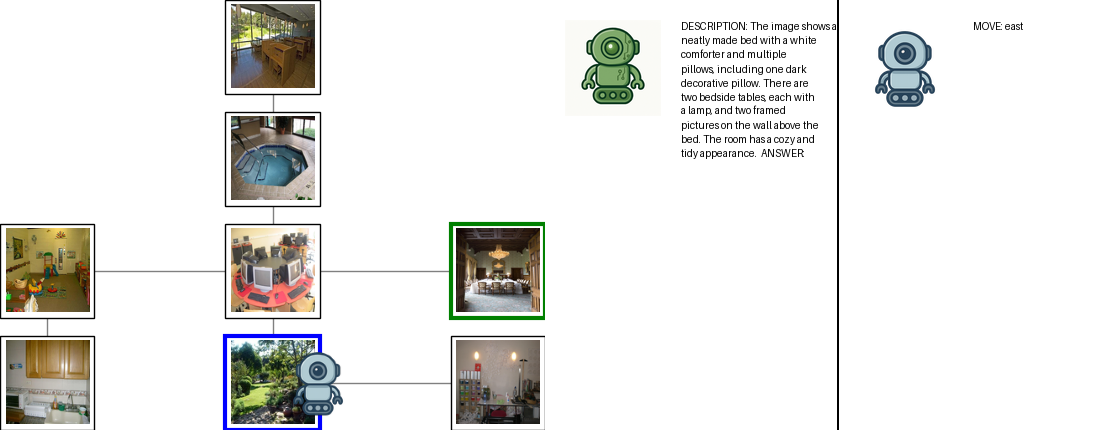 DESCRIPTION: The image shows a
neatly made bed with a white
comforter and multiple
pillows, including one dark
decorative pillow. There are
two bedside tables, each with
a lamp, and two framed
pictures on the wall above the
bed. The room has a cozy and
tidy appearance.  ANSWER:
MOVE: east